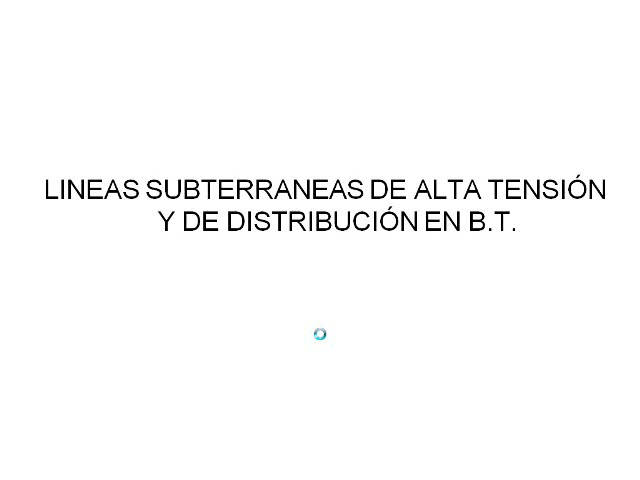 LINEAS SUBTERRANEAS DE ALTA TENSIÓN
Y DE DISTRIBUCIÓN EN B.T.